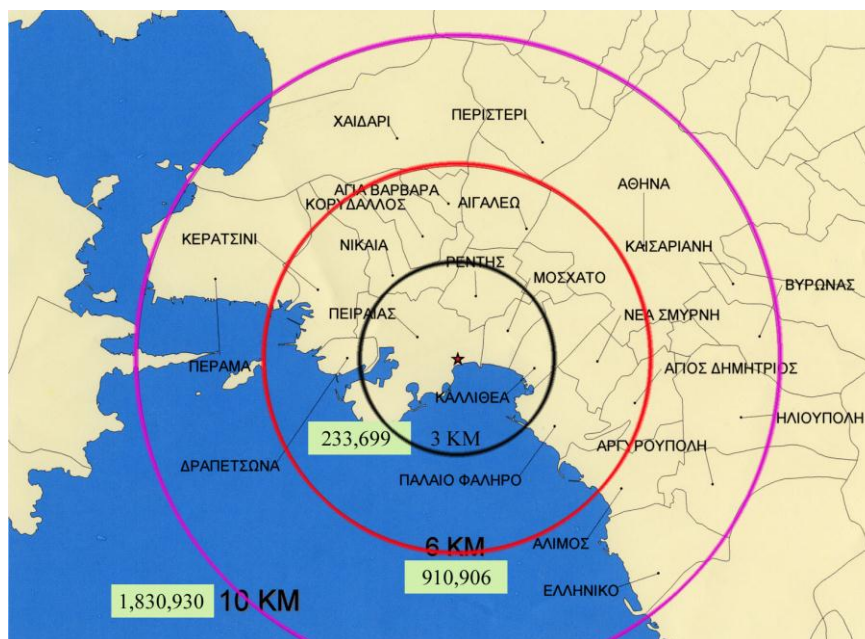 ΠΕΡΙΣΤΕΡΙ
ΧΑΙΔΑΡΙ
ΑΘΗΝΑ
ΑΓΙΑ ΒΑΡΒΑΡΑ
ΚΟΡΥΔΑΛΛΟΣ
ΑΙΓΑΛΕΩ
ΚΕΡΑΤΣΙΝΙ
ΝΙΚΑΙΑ
ΚΑΙΣΑΡΙΑΝΗ
ΡΕΝΤΗΣ
ΜΟΣΧΑΤΟ
ΒΥΡΩΝΑΣ
ΠΕΙΡΑΙΑΣ
ΝΕΑ ΣΜΥΡΝΗ
ΠΕΡΑΜΑ
ΑΓΙΟΣ ΔΗΜΗΤΡΙΟΣ
ΚΑΛΛΙΘΕΑ
ΗΛΙΟΥΠΟΛΗ
233,699 3 KM
ΑΡΓΥΡΟΥΠΟΛΗ
ΔΡΑΠΕΤΣΩΝΑ
ΠΑΛΑΙΟ ΦΑΛΗΡΟ
ΑΛΙΜΟΣ
6 KM
910,906
ΕΛΛΗΝΙΚΟ
1,830,930 10 KM